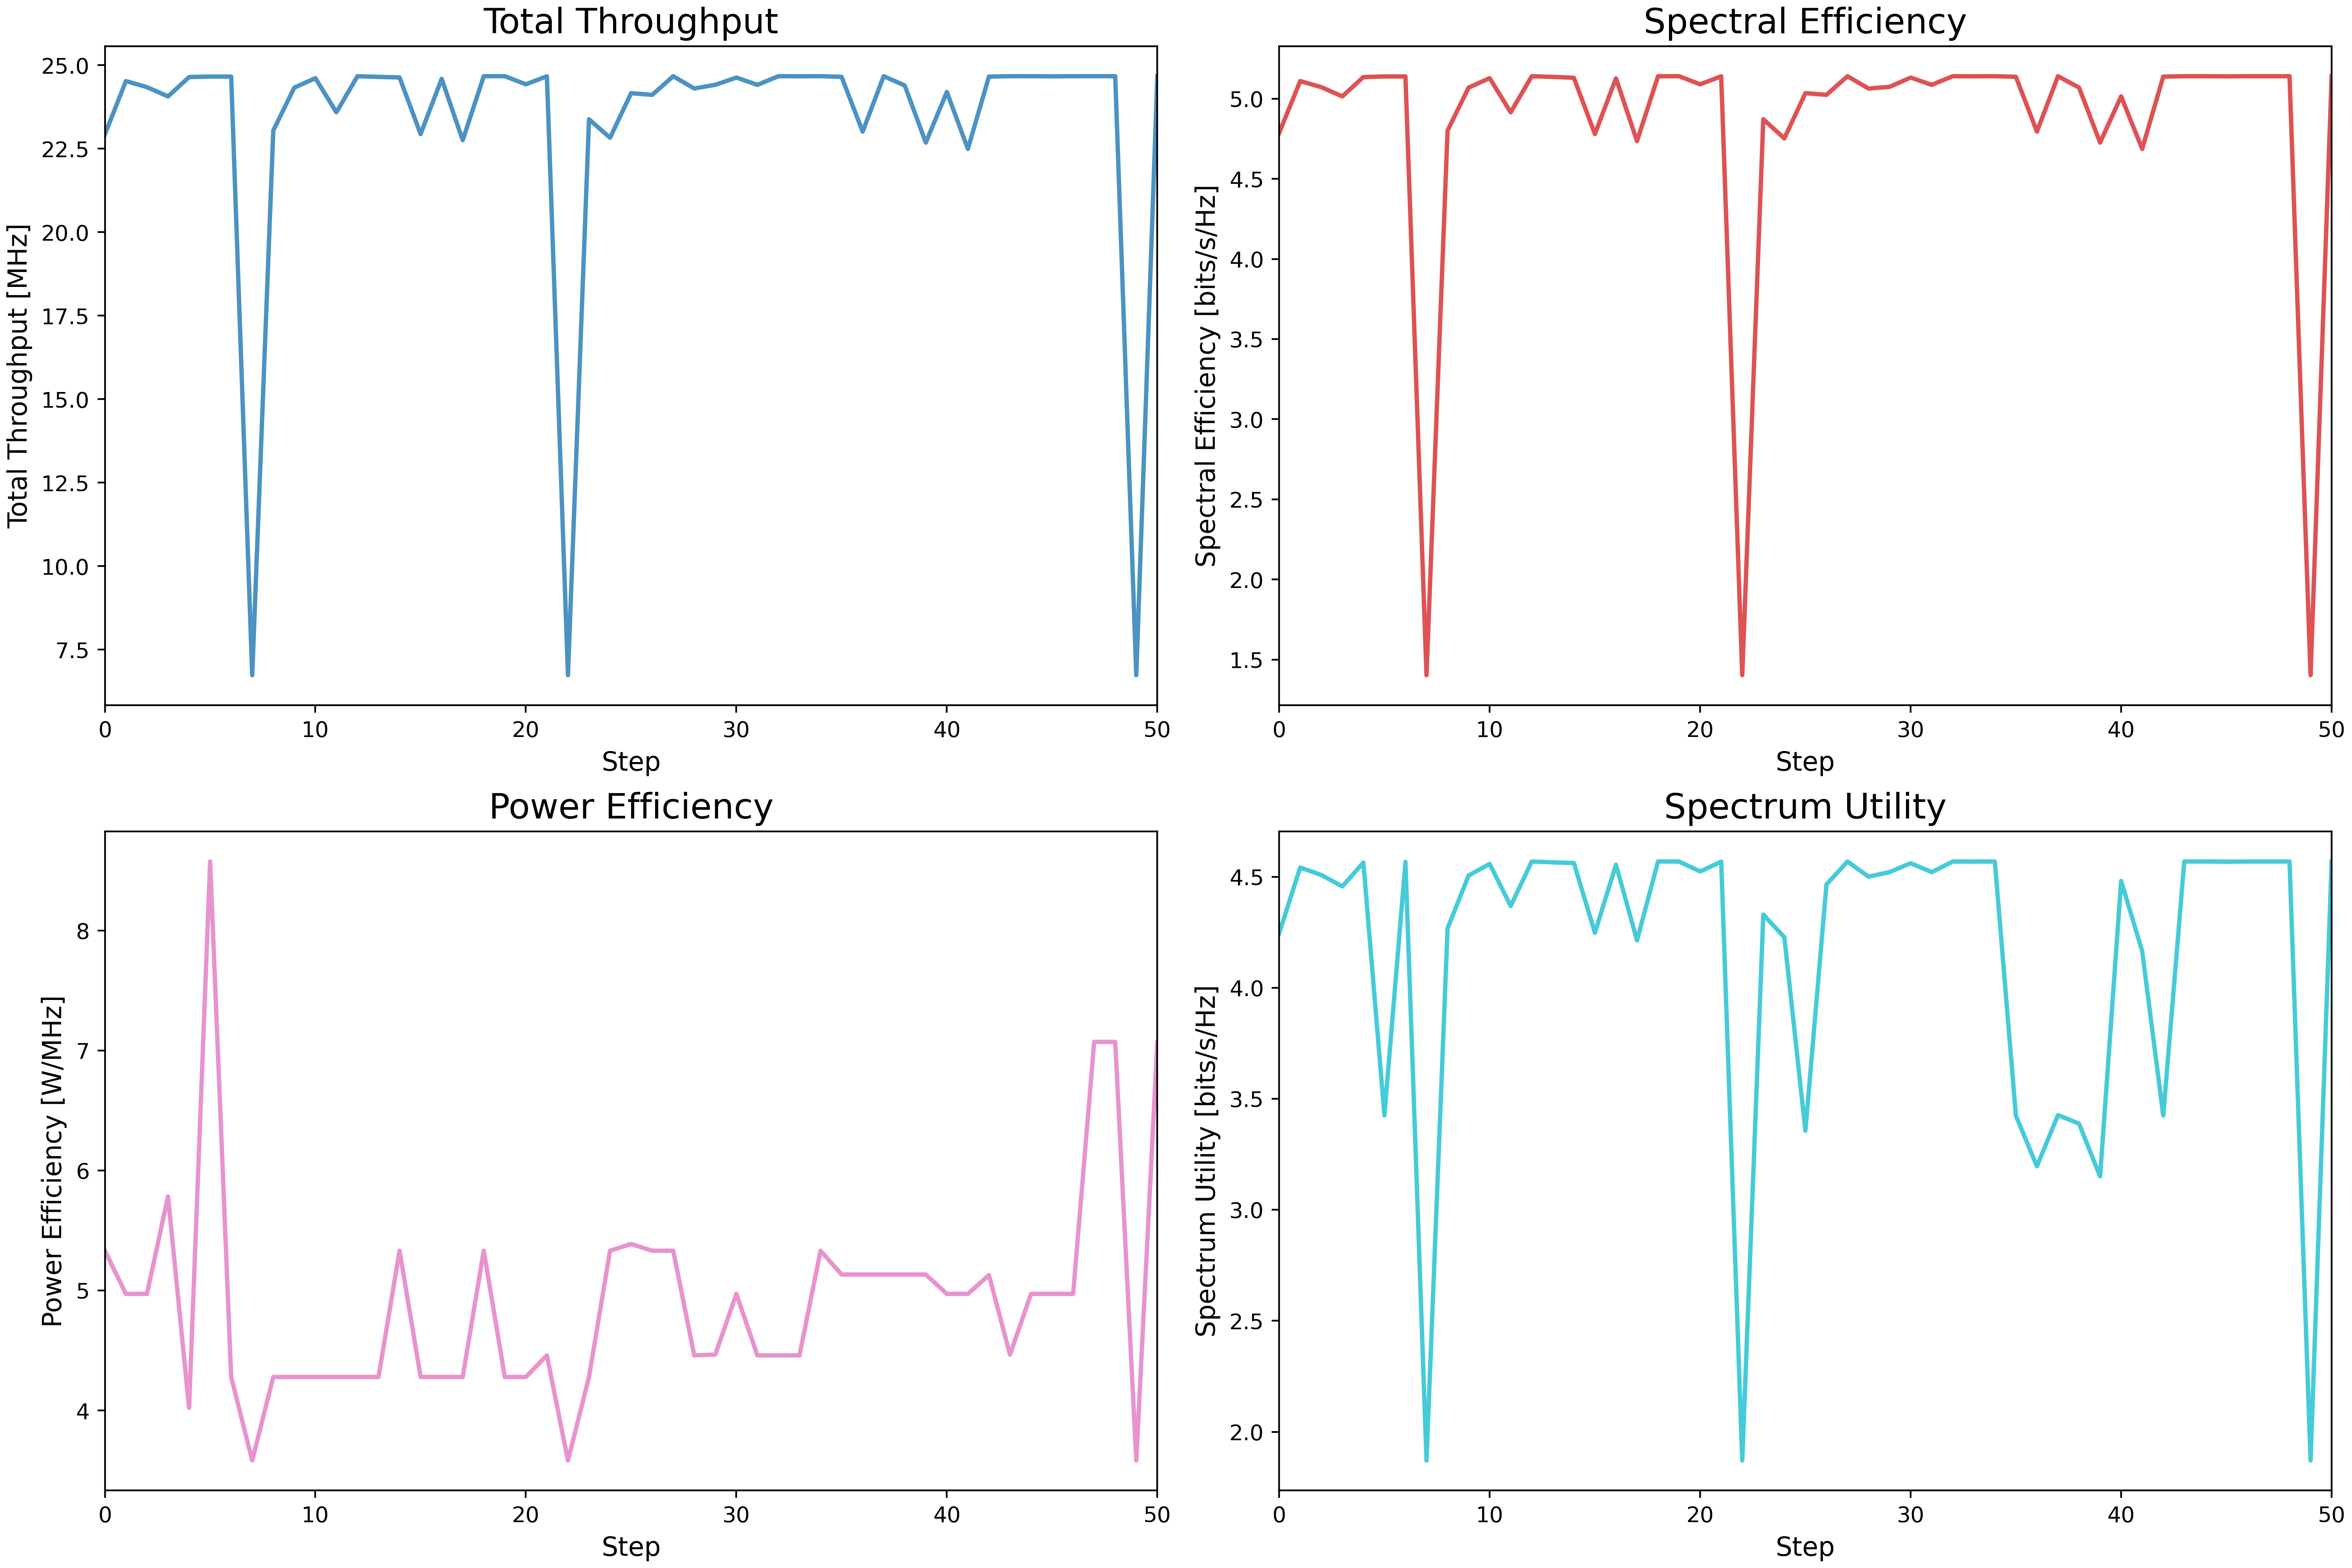 Total Throughput
Total Throughput [MHz]
25.0
22.5
20.0
17.5
15.0
12.5
10.0
7.5
0 10 20 30 40 50
Step
Spectral Efficiency
Spectral Efficiency [bits/s/Hz]
5.0
4.5
4.0
3.5
3.0
2.5
2.0
1.5
0 10 20 30 40 50
Step
Power Efficiency
Power Efficiency [W/MHz]
8
7
6
5
4
0 10 20 30 40 50
Step
Spectrum Utility
Spectrum Utility [bits/s/Hz]
4.5
4.0
3.5
3.0
2.5
2.0
0 10 20 30 40 50
Step